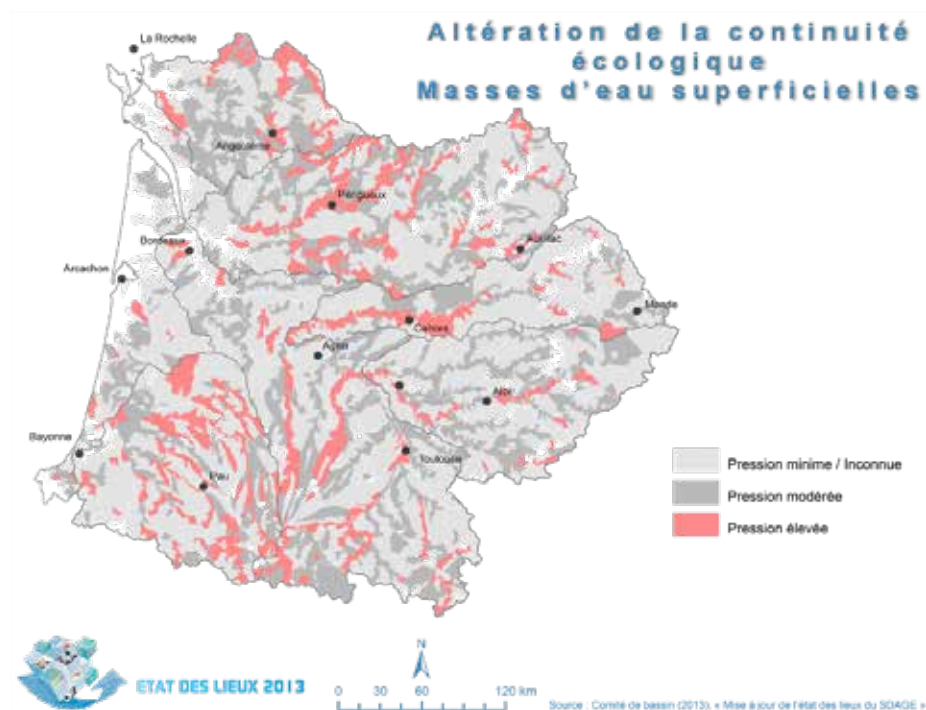 Altération de la continuité
écologique
Masses d'eau superficielles
La Rochelle
Angoulême
Périgueux
Bordeaux
Aurillac
Arcachon
Mende
Cahors
Agen
Albi
Bayonne
Toulouse
Pau
Pression minime / Inconnue
Pression modérée
Pression élevée
N
ETAT DES LIEUX 2013
0 30 60 120 km
Source : Comité de bassin (2013), « Mise à jour de l'état des lieux du SDAGE »